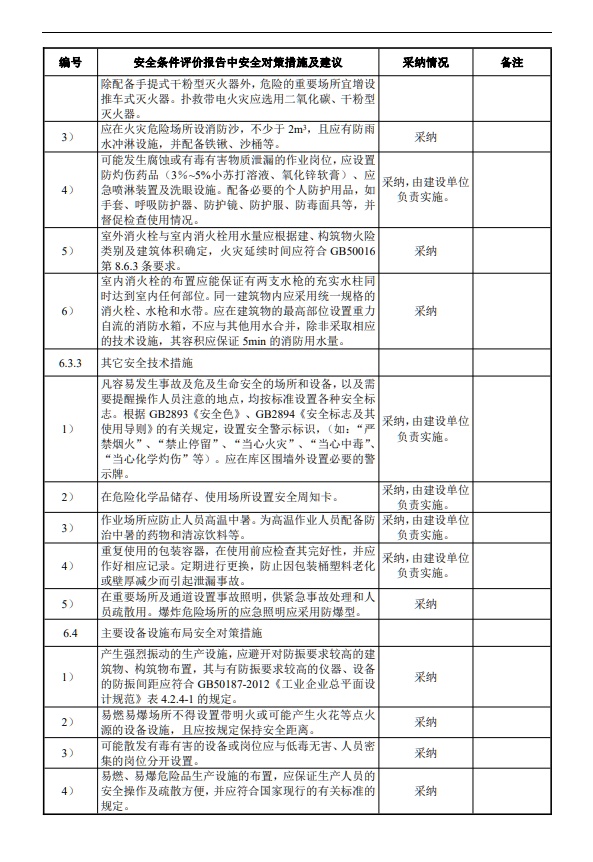 编号 安全条件评价报告中安全对策措施及建议 采纳情况 备注
除配备手提式干粉型灭火器外，危险的重要场所宜增设
推车式灭火器。扑救带电火灾应选用二氧化碳、干粉型
灭火器。
3） 应在火灾危险场所设消防沙，不少于 2m³，且应有防雨
水冲淋设施，并配备铁锹、沙桶等。 采纳
可能发生腐蚀或有毒有害物质泄漏的作业岗位，应设置
防灼伤药品（3%~5%小苏打溶液、氧化锌软膏）、应
4） 急喷淋装置及洗眼设施。配备必要的个人防护用品，如 采纳，由建设单位
手套、呼吸防护器、防护镜、防护服、防毒面具等，并 负责实施。
督促检查使用情况。
室外消火栓与室内消火栓用水量应根据建、构筑物火险
5） 类别及建筑体积确定，火灾延续时间应符合 GB50016 采纳
第 8.6.3 条要求。
室内消火栓的布置应能保证有两支水枪的充实水柱同
时达到室内任何部位。同一建筑物内应采用统一规格的
6） 消火栓、水枪和水带。应在建筑物的最高部位设置重力 采纳
自流的消防水箱，不应与其他用水合并，除非采取相应
的技术设施，其容积应保证 5min 的消防用水量。
6.3.3 其它安全技术措施
凡容易发生事故及危及生命安全的场所和设备，以及需
要提醒操作人员注意的地点，均按标准设置各种安全标
志。根据 GB2893《安全色》、GB2894《安全标志及其
1） 使用导则》的有关规定，设置安全警示标识，（如：“严 采纳，由建设单位
禁烟火”、“禁止停留”、“当心火灾”、“当心中毒”、 负责实施。
“当心化学灼伤”等）。应在库区围墙外设置必要的警
示牌。
2） 在危险化学品储存、使用场所设置安全周知卡。 采纳，由建设单位
负责实施。
3） 作业场所应防止人员高温中暑。为高温作业人员配备防 采纳，由建设单位
治中暑的药物和清凉饮料等。 负责实施。
重复使用的包装容器，在使用前应检查其完好性，并应
4） 作好相应记录。定期进行更换，防止因包装桶塑料老化 采纳，由建设单位
或壁厚减少而引起泄漏事故。 负责实施。
5） 在重要场所及通道设置事故照明，供紧急事故处理和人
员疏散用。爆炸危险场所的应急照明应采用防爆型。 采纳
6.4 主要设备设施布局安全对策措施
产生强烈振动的生产设施，应避开对防振要求较高的建
1） 筑物、构筑物布置，其与有防振要求较高的仪器、设备 采纳
的防振间距应符合 GB50187-2012《工业企业总平面设
计规范》表 4.2.4-1 的规定。
2） 易燃易爆场所不得设置带明火或可能产生火花等点火
源的设备设施，且应按规定保持安全距离。 采纳
3） 可能散发有毒有害的设备或岗位应与低毒无害、人员密
集的岗位分开设置。 采纳
易燃、易爆危险品生产设施的布置，应保证生产人员的
4） 安全操作及疏散方便，并应符合国家现行的有关标准的 采纳
规定。